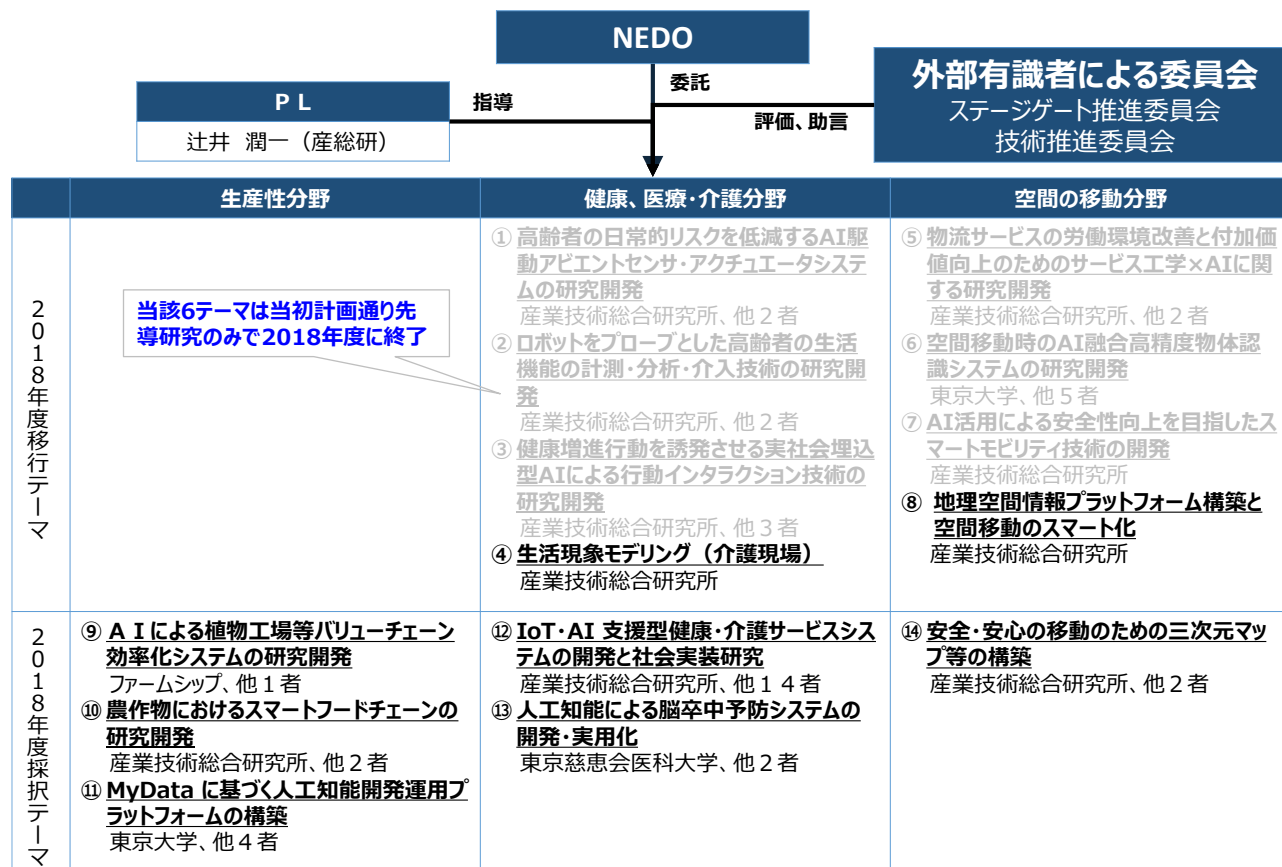 NEDO
委託
外部有識者による委員会
ステージゲート推進委員会
技術推進委員会
ＰＬ
辻井 潤一（産総研）
指導
評価、助言
生産性分野
健康、医療・介護分野
空間の移動分野
2018年度移行テーマ
当該6テーマは当初計画通り先
導研究のみで2018年度に終了
① 高齢者の日常的リスクを低減するAI駆
動アビエントセンサ・アクチュエータシステ
ムの研究開発
産業技術総合研究所、他２者
② ロボットをプローブとした高齢者の生活
機能の計測・分析・介入技術の研究開
発
産業技術総合研究所、他２者
③ 健康増進行動を誘発させる実社会埋込
型AIによる行動インタラクション技術の
研究開発
産業技術総合研究所、他３者
④ 生活現象モデリング（介護現場）
産業技術総合研究所
⑤ 物流サービスの労働環境改善と付加価
値向上のためのサービス工学×AIに関
する研究開発
産業技術総合研究所、他２者
⑥ 空間移動時のAI融合高精度物体認
識システムの研究開発
東京大学、他５者
⑦ AI活用による安全性向上を目指したス
マートモビリティ技術の開発
産業技術総合研究所
⑧ 地理空間情報プラットフォーム構築と
空間移動のスマート化
産業技術総合研究所
2018年度採択テーマ
⑨ ＡＩによる植物工場等バリューチェーン
効率化システムの研究開発
ファームシップ、他１者
⑩ 農作物におけるスマートフードチェーンの
研究開発
産業技術総合研究所、他２者
⑪ MyData に基づく人工知能開発運用プ
ラットフォームの構築
東京大学、他４者
⑫ IoT・AI 支援型健康・介護サービスシス
テムの開発と社会実装研究
産業技術総合研究所、他１４者
⑬ 人工知能による脳卒中予防システムの
開発・実用化
東京慈恵会医科大学、他２者
⑭ 安全・安心の移動のための三次元マッ
プ等の構築
産業技術総合研究所、他２者